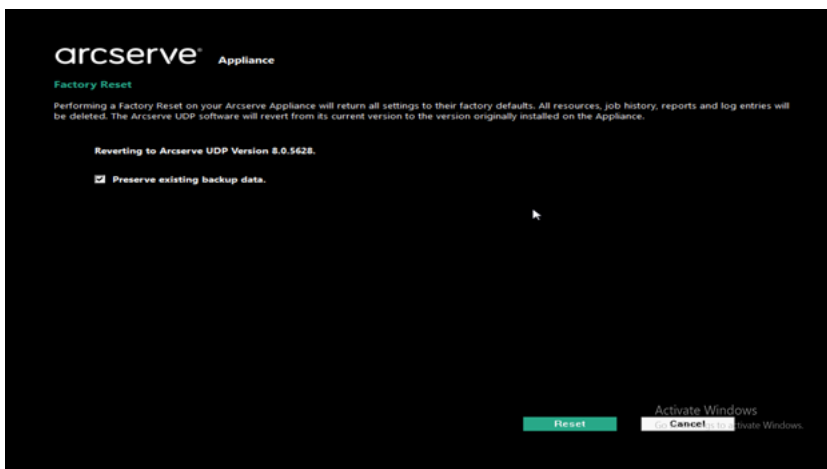 arcserve® Appliance
Factory Reset
Performing a Factory Reset on your Arcserve Appliance will return all settings to their factory defaults. All resources, job history, reports and log entries will
be deleted. The Arcserve UDP software will revert from its current version to the version originally installed on the Appliance.
Reverting to Arcserve UDP Version 8.0.5628.
Preserve existing backup data.
Activate Windows
Reset Cancel to activate Windows.